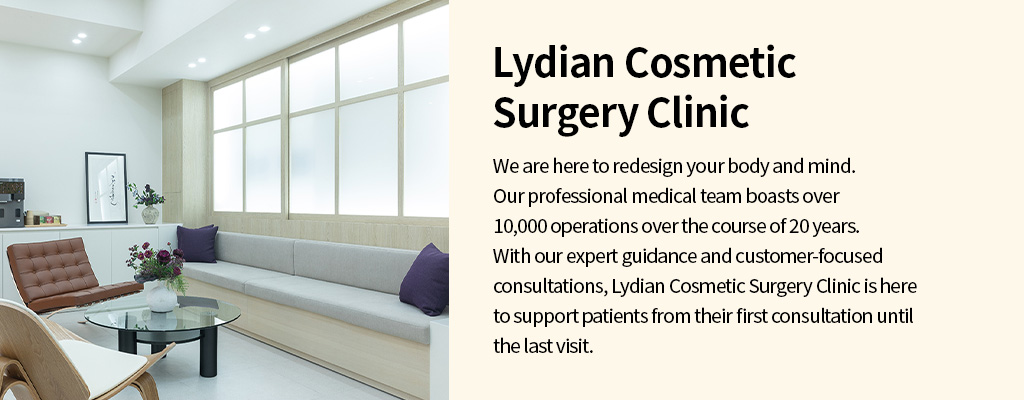 Lydian Cosmetic
Surgery Clinic
We are here to redesign your body and mind.
Our professional medical team boasts over
10,000 operations over the course of 20 years.
With our expert guidance and customer-focused
consultations, Lydian Cosmetic Surgery Clinic is here
to support patients from their first consultation until
the last visit.